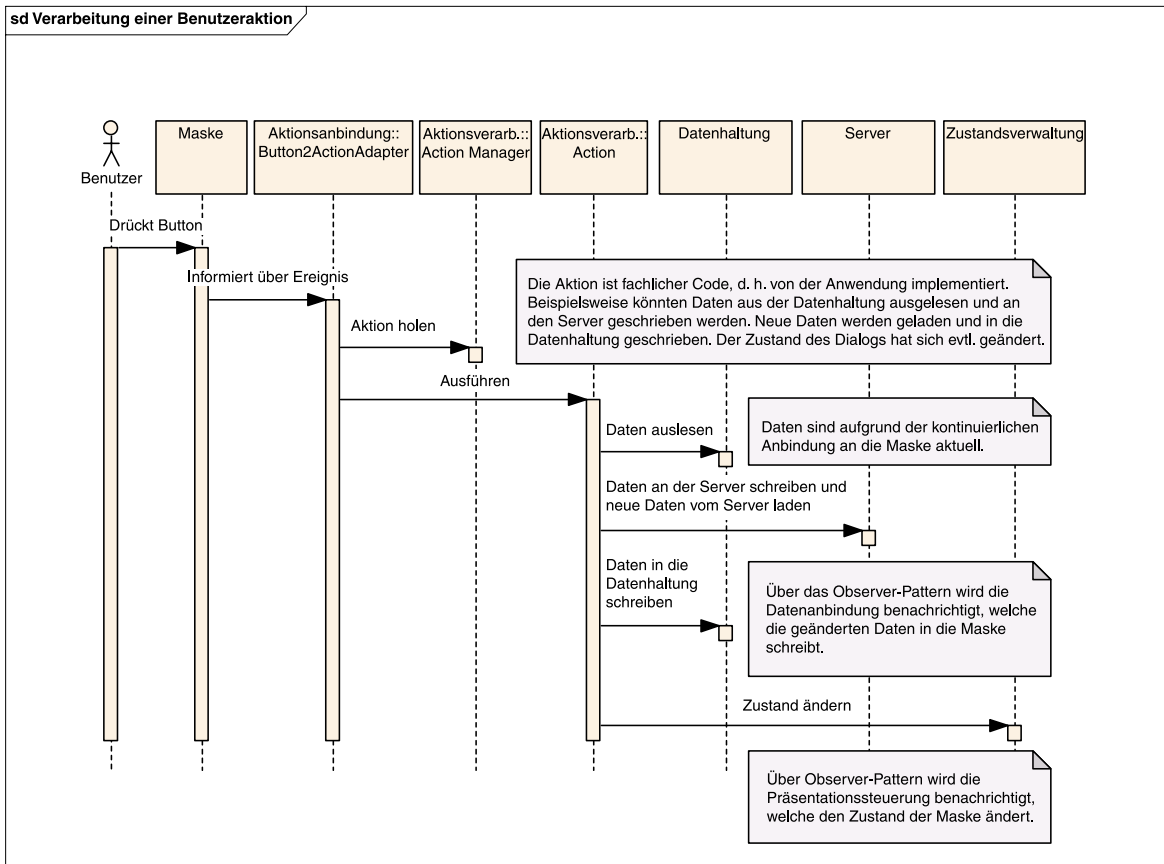 sd Verarbeitung einer Benutzeraktion
Benutzer
Maske
Aktionsanbindung::
Button2ActionAdapter
Aktionsverarb.::
Action Manager
Aktionsverarb.::
Action
Datenhaltung
Server
Zustandsverwaltung
Drückt Button
Informiert über Ereignis
Die Aktion ist fachlicher Code, d. h. von der Anwendung implementiert.
Beispielsweise könnten Daten aus der Datenhaltung ausgelesen und an
den Server geschrieben werden. Neue Daten werden geladen und in die
Datenhaltung geschrieben. Der Zustand des Dialogs hat sich evtl. geändert.
Aktion holen
Ausführen
Daten auslesen
Daten sind aufgrund der kontinuierlichen
Anbindung an die Maske aktuell.
Daten an der Server schreiben und
neue Daten vom Server laden
Daten in die
Datenhaltung
schreiben
Über das Observer-Pattern wird die
Datenanbindung benachrichtigt, welche
die geänderten Daten in die Maske
schreibt.
Zustand ändern
Über Observer-Pattern wird die
Präsentationssteuerung benachrichtigt,
welche den Zustand der Maske ändert.